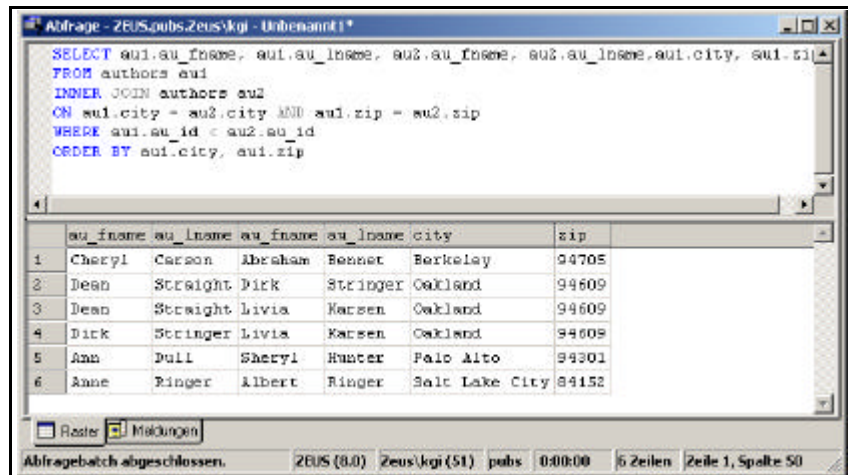 Abfrage - ZEUS.pubs.Zeus\kgi - Unbenannt1*
SELECT au1.au_fname, au1.au_lname, au2.au_fname, au2.au_lname,au1.city, au1.zi
FROM authors au1
INNER JOIN authors au2
ON au1.city = au2.city AND au1.zip = au2.zip
WHERE au1.au_id < au2.au_id
ORDER BY au1.city, au1.zip
au_fname au_lname au_fname au_lname city zip
1 Cheryl Carson Abraham Bennet Berkeley 94705
2 Dean Straight Dirk Stringer Oakland 94609
3 Dean Straight Livia Karsen Oakland 94609
4 Dirk Stringer Livia Karsen Oakland 94609
5 Ann Dull Sheryl Hunter Palo Alto 94301
6 Anne Ringer Albert Ringer Salt Lake City 84152
Raster Meldungen
Abfragebatch abgeschlossen. ZEUS (8.0) Zeus\kgi (51) pubs 0:00:00 6 Zeilen Zeile 1, Spalte 50